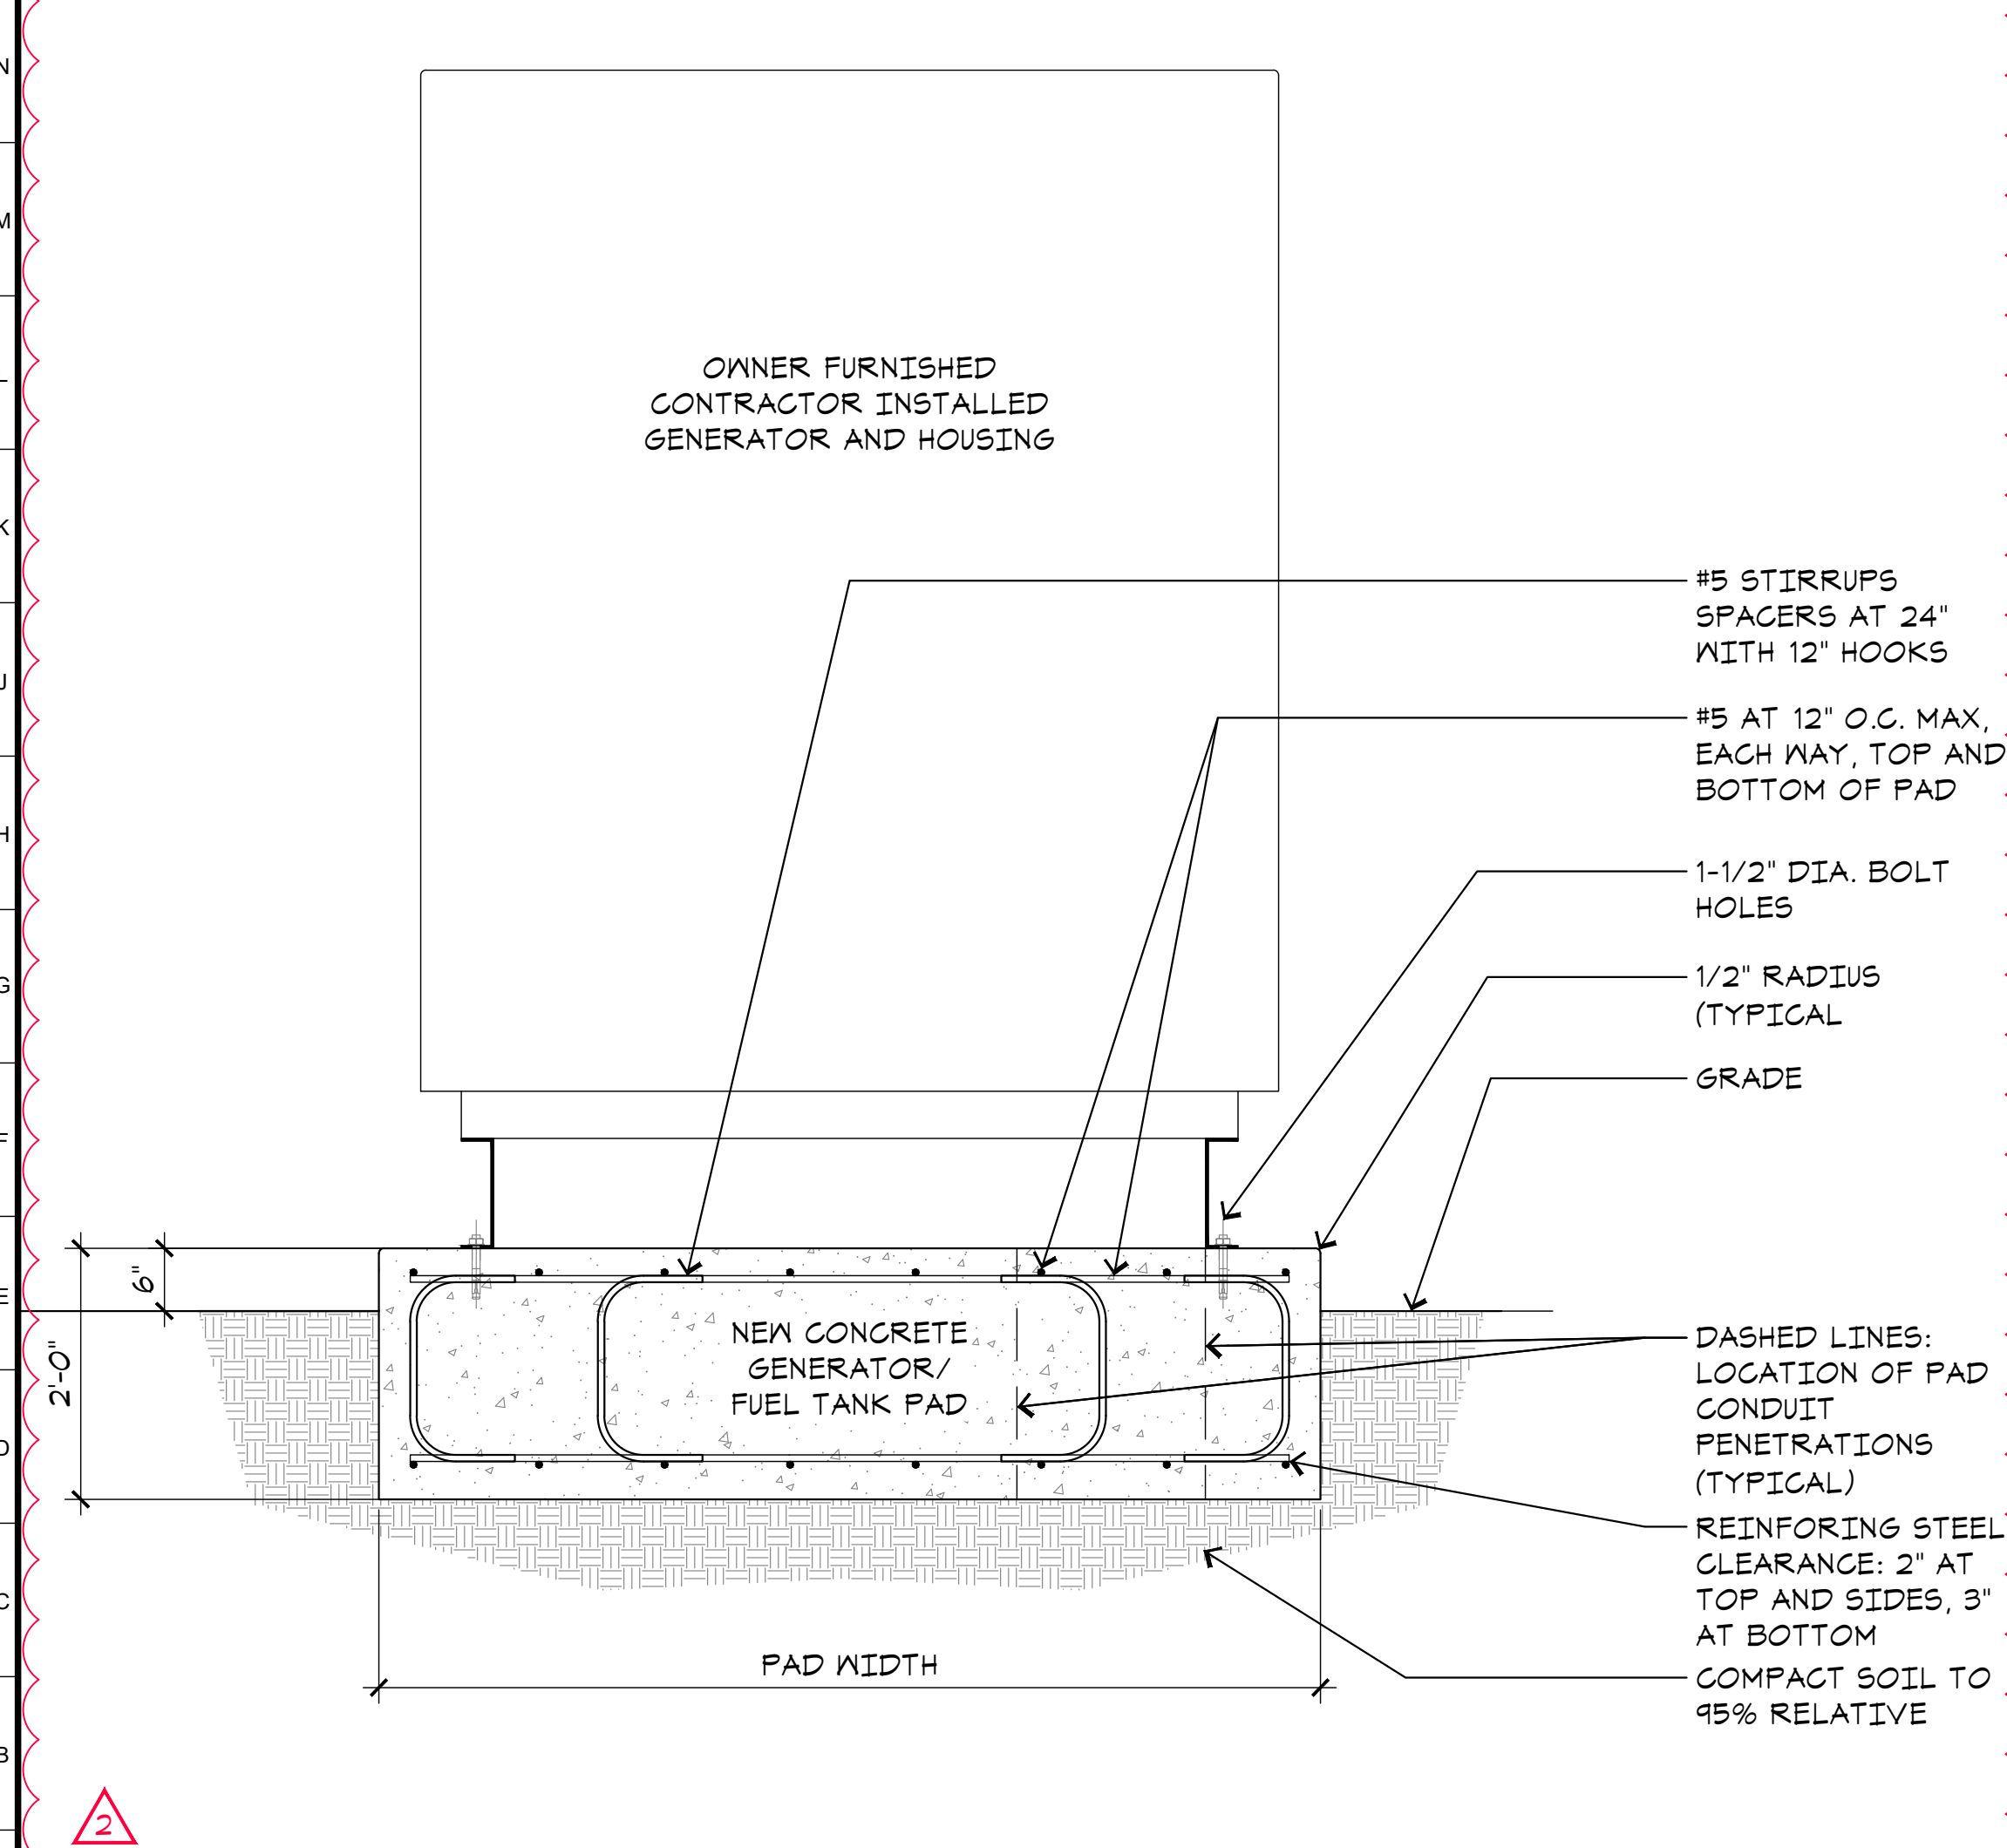 N
M
L
K
J
H
G
F
E
D
C
B
OWNER FURNISHED
CONTRACTOR INSTALLED
GENERATOR AND HOUSING
#5 STIRRUPS
SPACERS AT 24"
WITH 12" HOOKS
#5 AT 12" O.C. MAX,
EACH WAY, TOP AND
BOTTOM OF PAD
1-1/2" DIA. BOLT
HOLES
1/2" RADIUS
(TYPICAL
GRADE
6"
2'-0"
NEW CONCRETE
GENERATOR/
FUEL TANK PAD
DASHED LINES:
LOCATION OF PAD
CONDUIT
PENETRATIONS
(TYPICAL)
REINFORING STEEL
CLEARANCE: 2" AT
TOP AND SIDES, 3"
AT BOTTOM
COMPACT SOIL TO
95% RELATIVE
PAD WIDTH
2